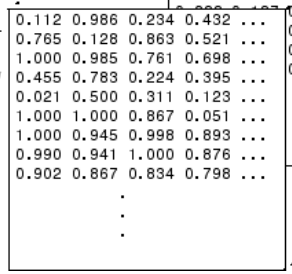 0.112 0.986 0.234 0.432 ...
0.765 0.128 0.863 0.521 ...
1.000 0.985 0.761 0.698 ...
0.455 0.783 0.224 0.395 ...
0.021 0.500 0.311 0.123 ...
1.000 1.000 0.867 0.051 ...
1.000 0.945 0.998 0.893 ...
0.990 0.941 1.000 0.876 ...
0.902 0.867 0.834 0.798 ...
.
.
.